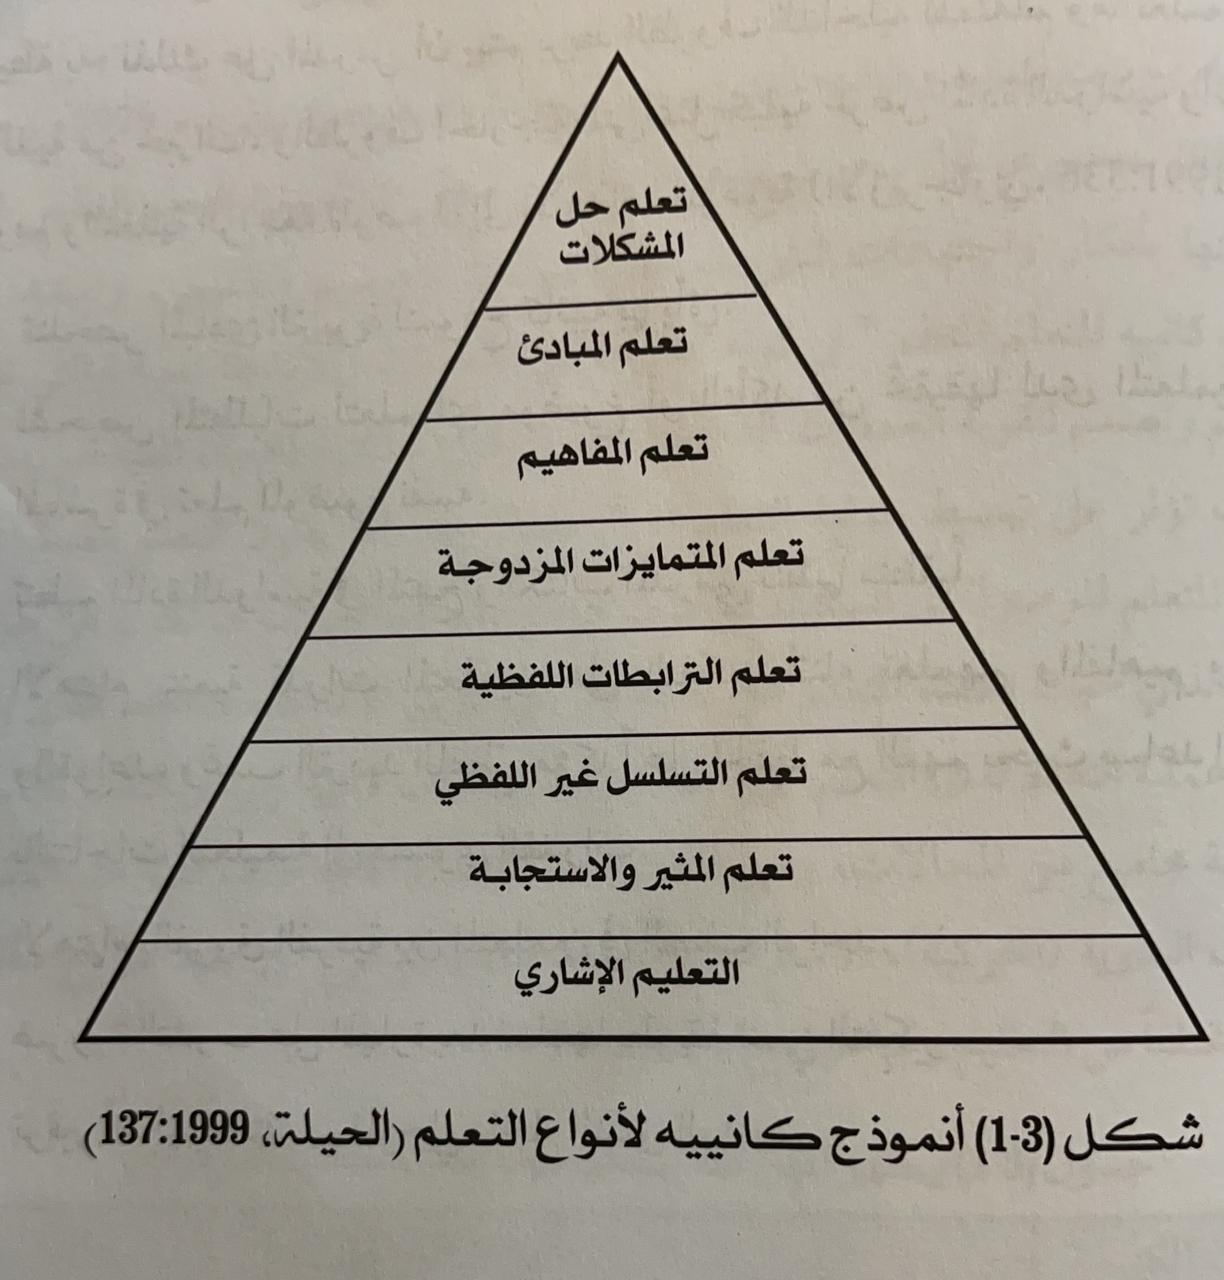 تعلم حل
المشكلات
تعلم المبادئ
تعلم المفاهيم
تعلم المتمايزات المزدوجة
تعلم الترابطات اللفظية
تعلم التسلسل غير اللفظي
تعلم المثير والاستجابة
التعليم الإشاري
شكل (3-1) أنموذج كانييه لأنواع التعلم (الحيلة، 137:1999)